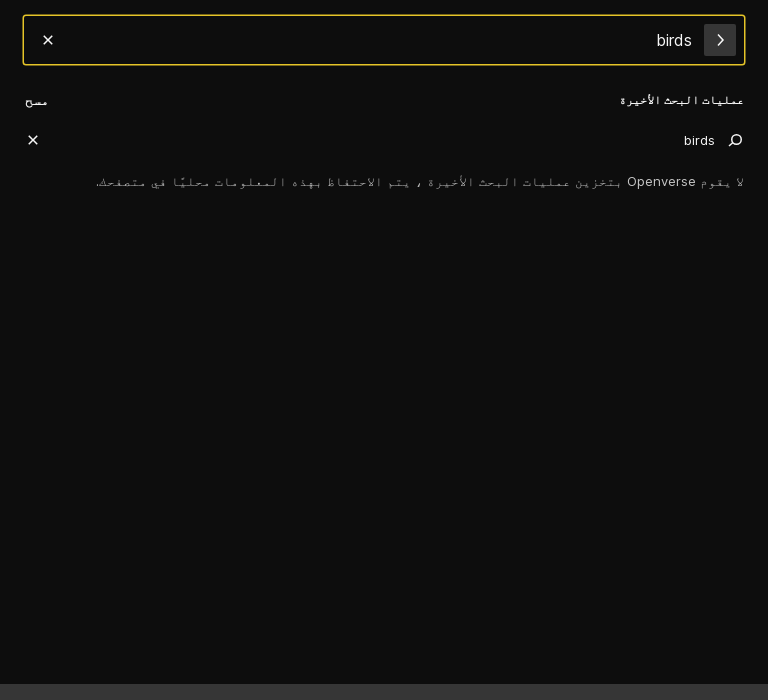 birds
عمليات البحث الأخيرة
مسح
birds
لا يقوم Openverse بتخزين عمليات البحث الأخيرة ، يتم الاحتفاظ بهذه المعلومات محليًا في متصفحك.